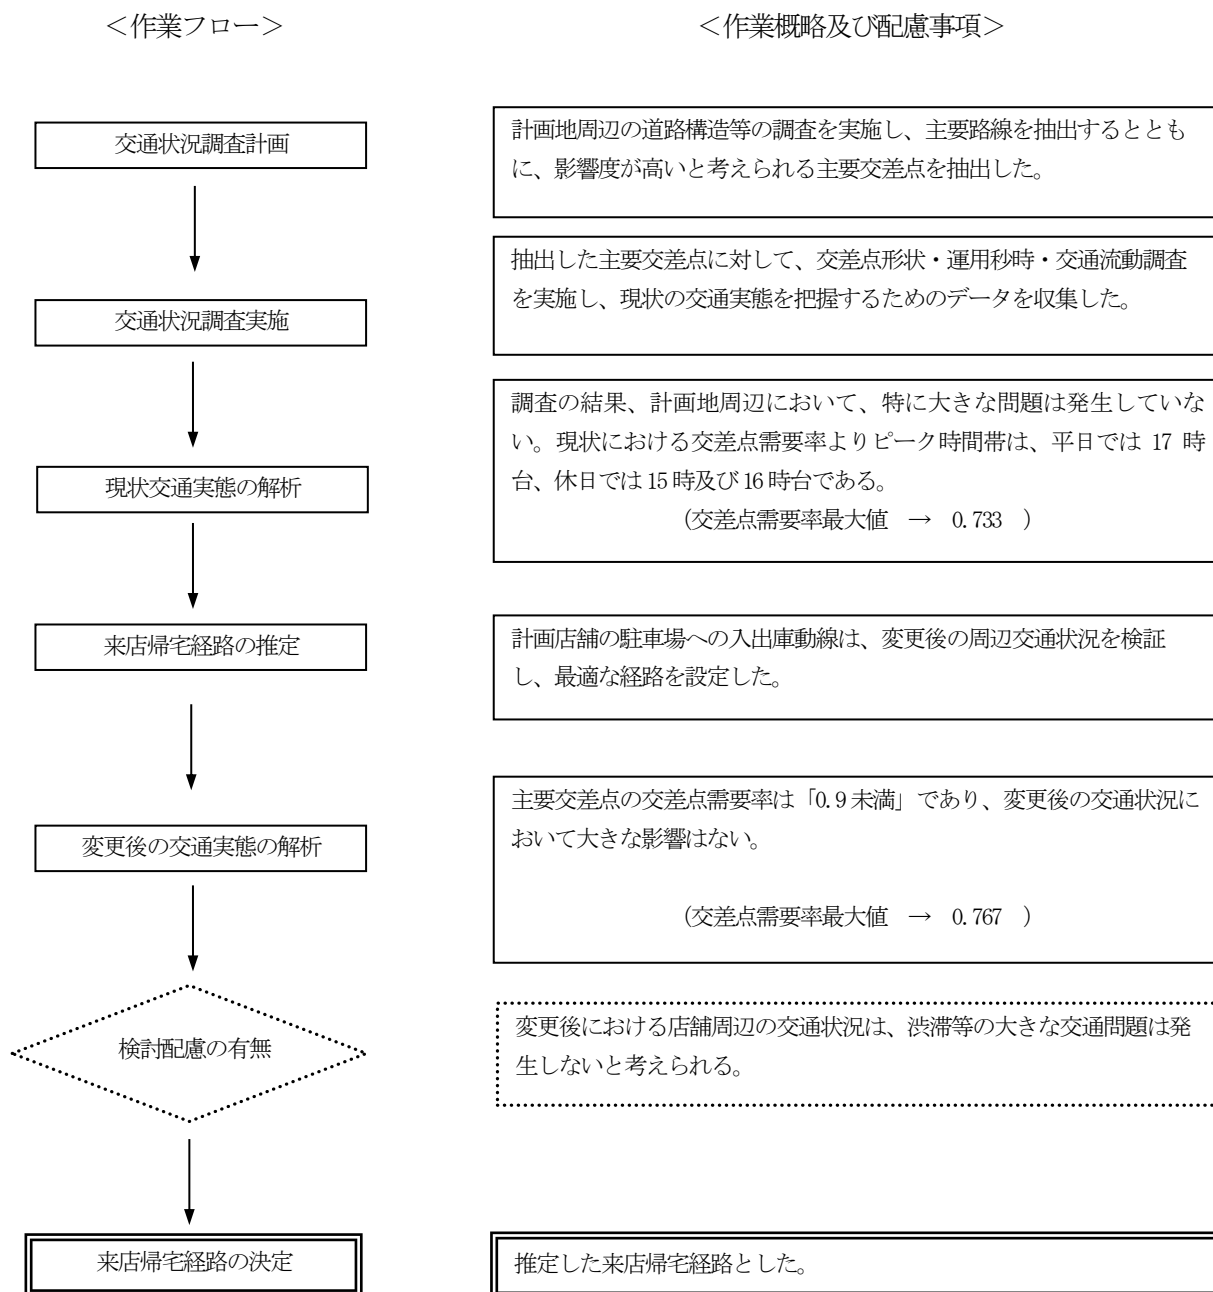 ＜作業フロー＞
＜作業概略及び配慮事項＞
交通状況調査計画
計画地周辺の道路構造等の調査を実施し、主要路線を抽出するととも
に、影響度が高いと考えられる主要交差点を抽出した。
交通状況調査実施
抽出した主要交差点に対して、交差点形状・運用秒時・交通流動調査
を実施し、現状の交通実態を把握するためのデータを収集した。
現状交通実態の解析
調査の結果、計画地周辺において、特に大きな問題は発生していな
い。現状における交差点需要率よりピーク時間帯は、平日では 17 時
台、休日では 15 時及び 16 時台である。
（交差点需要率最大値　→　0.733　）
来店帰宅経路の推定
計画店舗の駐車場への入出庫動線は、変更後の周辺交通状況を検証
し、最適な経路を設定した。
変更後の交通実態の解析
主要交差点の交差点需要率は「0.9 未満」であり、変更後の交通状況に
おいて大きな影響はない。
（交差点需要率最大値　→　0.767　）
検討配慮の有無
変更後における店舗周辺の交通状況は、渋滞等の大きな交通問題は発
生しないと考えられる。
来店帰宅経路の決定
推定した来店帰宅経路とした。